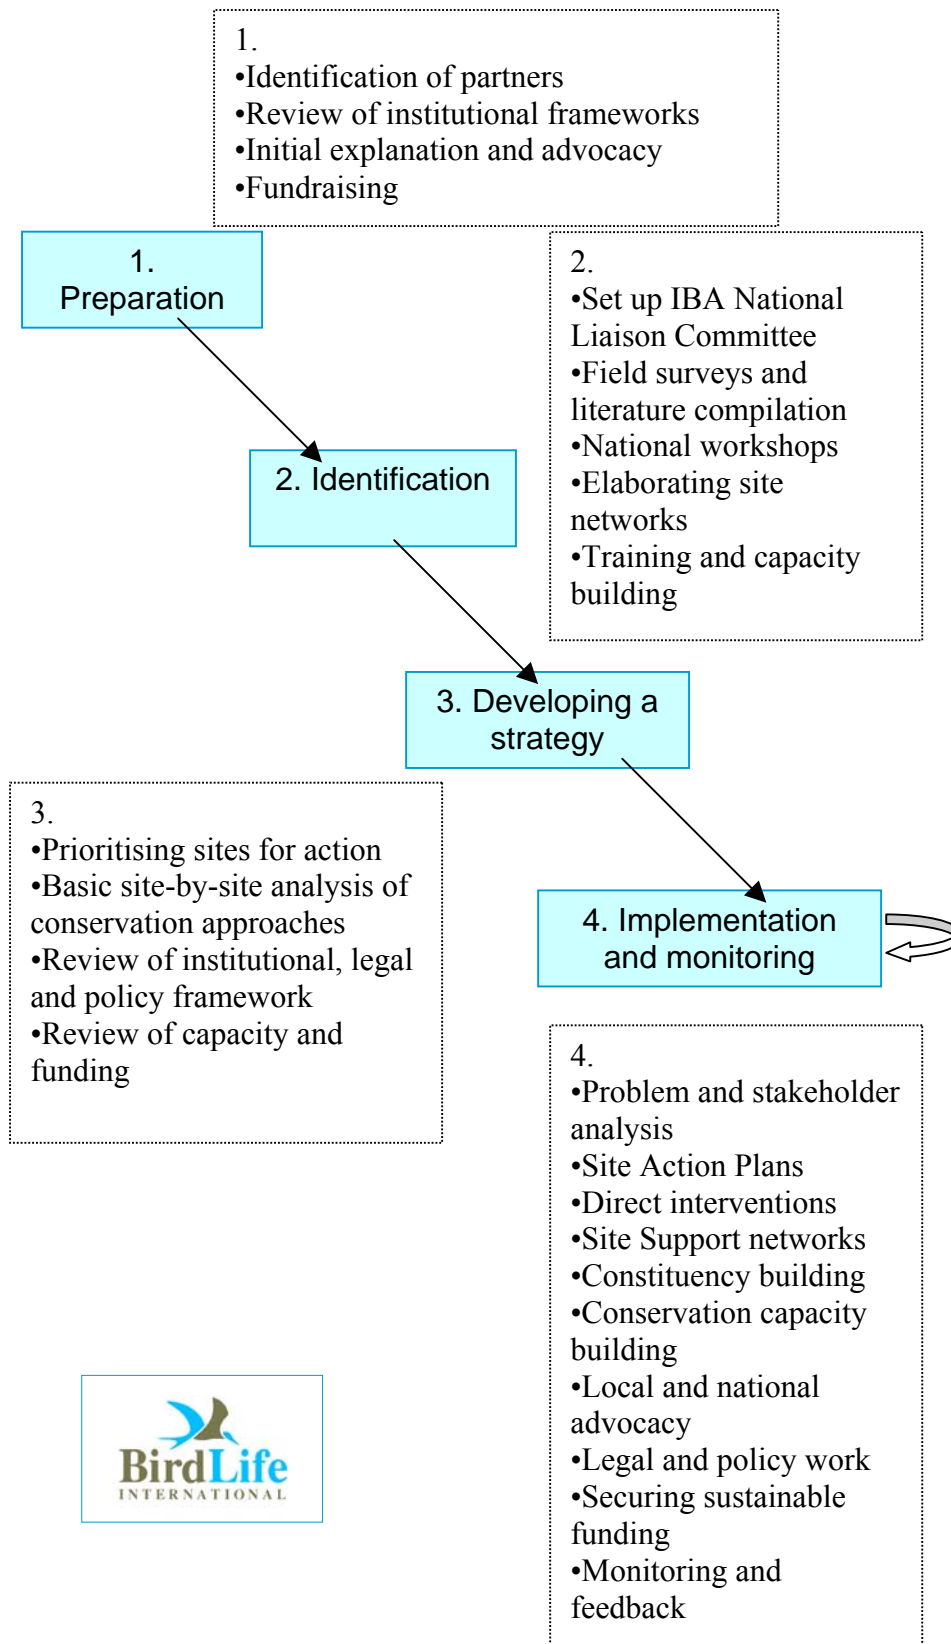 1.
•Identification of partners
•Review of institutional frameworks
•Initial explanation and advocacy
•Fundraising
1.
Preparation
2.
•Set up IBA National
Liaison Committee
•Field surveys and
literature compilation
•National workshops
•Elaborating site
networks
•Training and capacity
building
2. Identification
3. Developing a
strategy
3.
•Prioritising sites for action
•Basic site-by-site analysis of
conservation approaches
•Review of institutional, legal
and policy framework
•Review of capacity and
funding
4. Implementation
and monitoring
4.
•Problem and stakeholder
analysis
•Site Action Plans
•Direct interventions
•Site Support networks
•Constituency building
•Conservation capacity
building
•Local and national
advocacy
•Legal and policy work
•Securing sustainable
funding
•Monitoring and
feedback
BirdLife
INTERNATIONAL